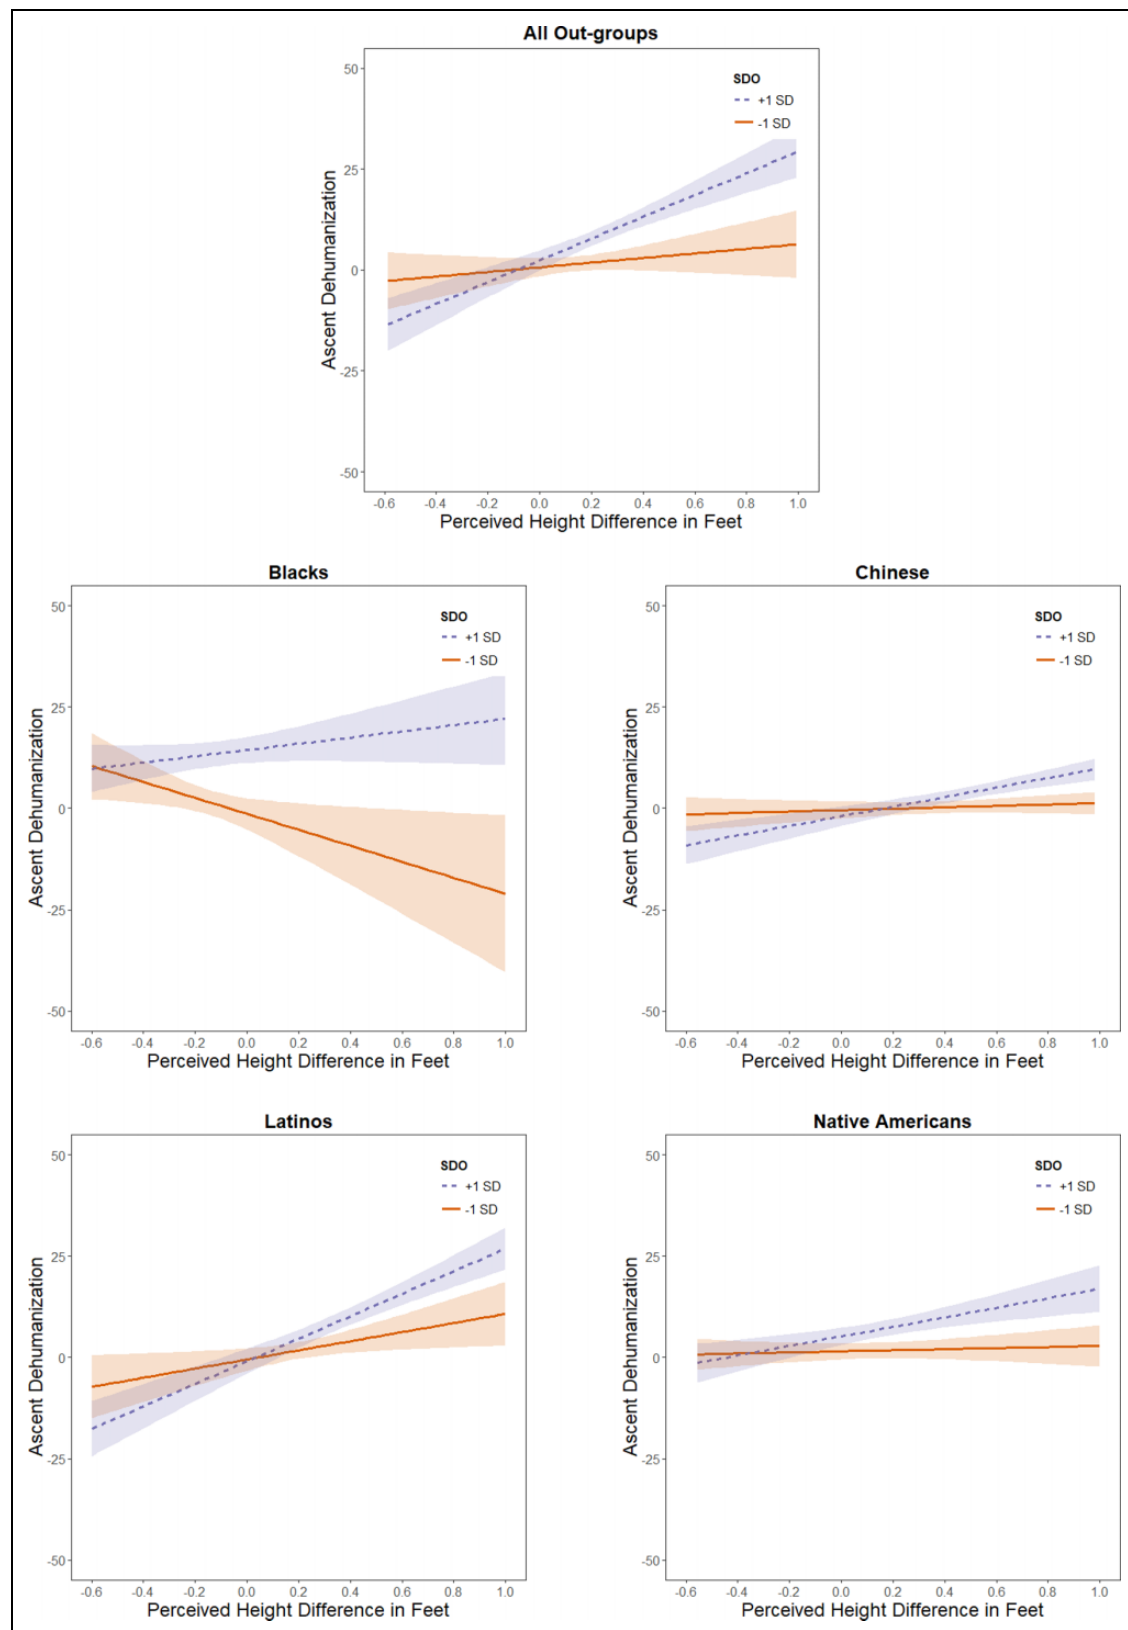 All Out-groups
50
25
0
-25
-50
Ascent Dehumanization
SDO
+1 SD
-1 SD
-0.6 -0.4 -0.2 0.0 0.2 0.4 0.6 0.8 1.0
Perceived Height Difference in Feet
Blacks
50
25
0
-25
-50
Ascent Dehumanization
SDO
+1 SD
-1 SD
-0.6 -0.4 -0.2 0.0 0.2 0.4 0.6 0.8 1.0
Perceived Height Difference in Feet
Chinese
50
25
0
-25
-50
Ascent Dehumanization
SDO
+1 SD
-1 SD
-0.6 -0.4 -0.2 0.0 0.2 0.4 0.6 0.8 1.0
Perceived Height Difference in Feet
Latinos
50
25
0
-25
-50
Ascent Dehumanization
SDO
+1 SD
-1 SD
-0.6 -0.4 -0.2 0.0 0.2 0.4 0.6 0.8 1.0
Perceived Height Difference in Feet
Native Americans
50
25
0
-25
-50
Ascent Dehumanization
SDO
+1 SD
-1 SD
-0.6 -0.4 -0.2 0.0 0.2 0.4 0.6 0.8 1.0
Perceived Height Difference in Feet